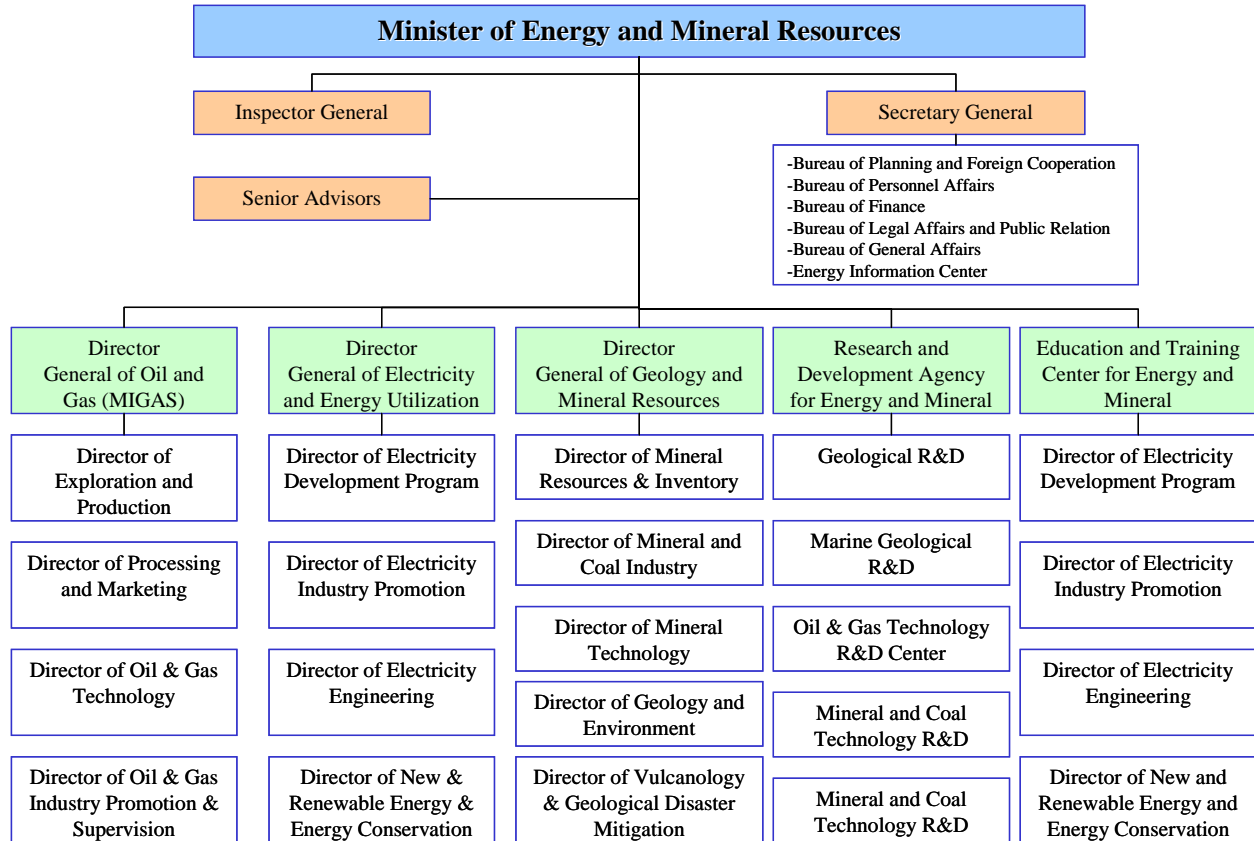 Minister of Energy and Mineral Resources
Inspector General
Secretary General
-Bureau of Planning and Foreign Cooperation
-Bureau of Personnel Affairs
-Bureau of Finance
-Bureau of Legal Affairs and Public Relation
-Bureau of General Affairs
-Energy Information Center
Senior Advisors
Director
General of Oil and
Gas (MIGAS)
Director of
Exploration and
Production
Director of Processing
and Marketing
Director of Oil & Gas
Technology
Director of Oil & Gas
Industry Promotion &
Supervision
Director
General of Electricity
and Energy Utilization
Director of Electricity
Development Program
Director of Electricity
Industry Promotion
Director of Electricity
Engineering
Director of New &
Renewable Energy &
Energy Conservation
Director
General of Geology and
Mineral Resources
Director of Mineral
Resources & Inventory
Director of Mineral and
Coal Industry
Director of Mineral
Technology
Director of Geology and
Environment
Director of Vulcanology
& Geological Disaster
Mitigation
Research and
Development Agency
for Energy and Mineral
Geological R&D
Marine Geological
R&D
Oil & Gas Technology
R&D Center
Mineral and Coal
Technology R&D
Mineral and Coal
Technology R&D
Education and Training
Center for Energy and
Mineral
Director of Electricity
Development Program
Director of Electricity
Industry Promotion
Director of Electricity
Engineering
Director of New and
Renewable Energy and
Energy Conservation